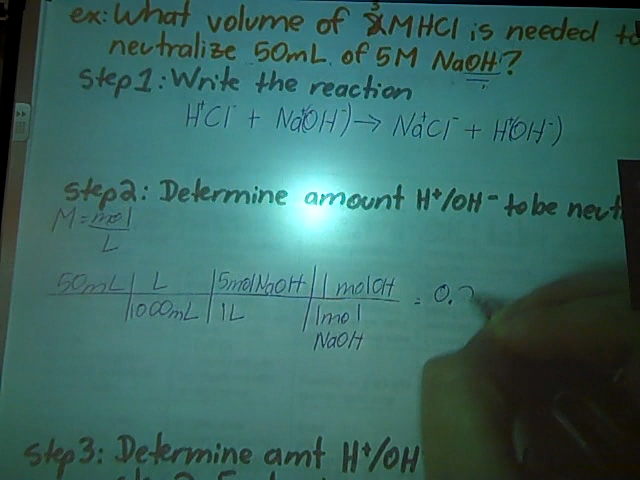 ex: What volume of 3M HCl is needed to
neutralize 50mL of 5M NaOH?
Step 1: Write the reaction
H⁺Cl⁻ + Na⁺(OH⁻) → Na⁺Cl⁻ + H⁺(OH⁻)
step 2: Determine amount H⁺/OH⁻ to be neut
M = mol
L
50mL | L | 5mol NaOH | 1 mol OH
1000mL | 1L | 1mol = 0.2
NaOH
step 3: Determine amt H⁺/OH